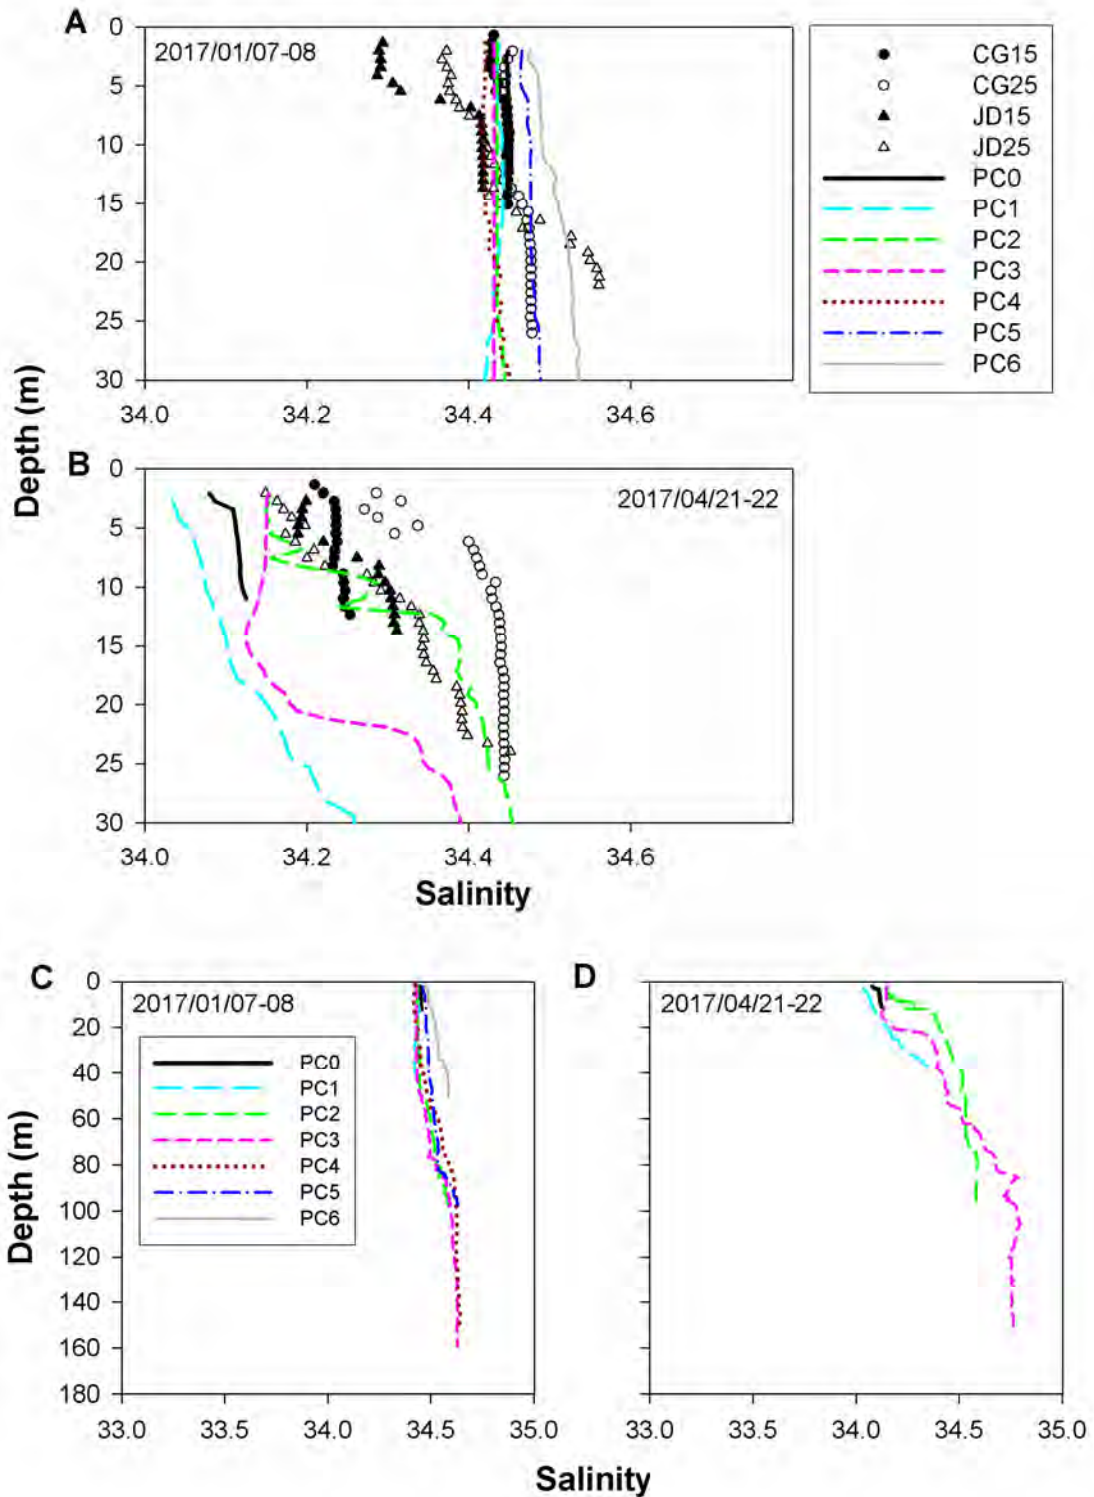 A
2017/01/07-08
0
5
10
15
20
25
30
34.0 34.2 34.4 34.6
CG15
CG25
JD15
JD25
PC0
PC1
PC2
PC3
PC4
PC5
PC6
Depth (m)
B
2017/04/21-22
0
5
10
15
20
25
30
34.0 34.2 34.4 34.6
Salinity
C
2017/01/07-08
0
20
40
60
80
100
120
140
160
180
33.0 33.5 34.0 34.5 35.0
PC0
PC1
PC2
PC3
PC4
PC5
PC6
Depth (m)
D
2017/04/21-22
33.0 33.5 34.0 34.5 35.0
Salinity